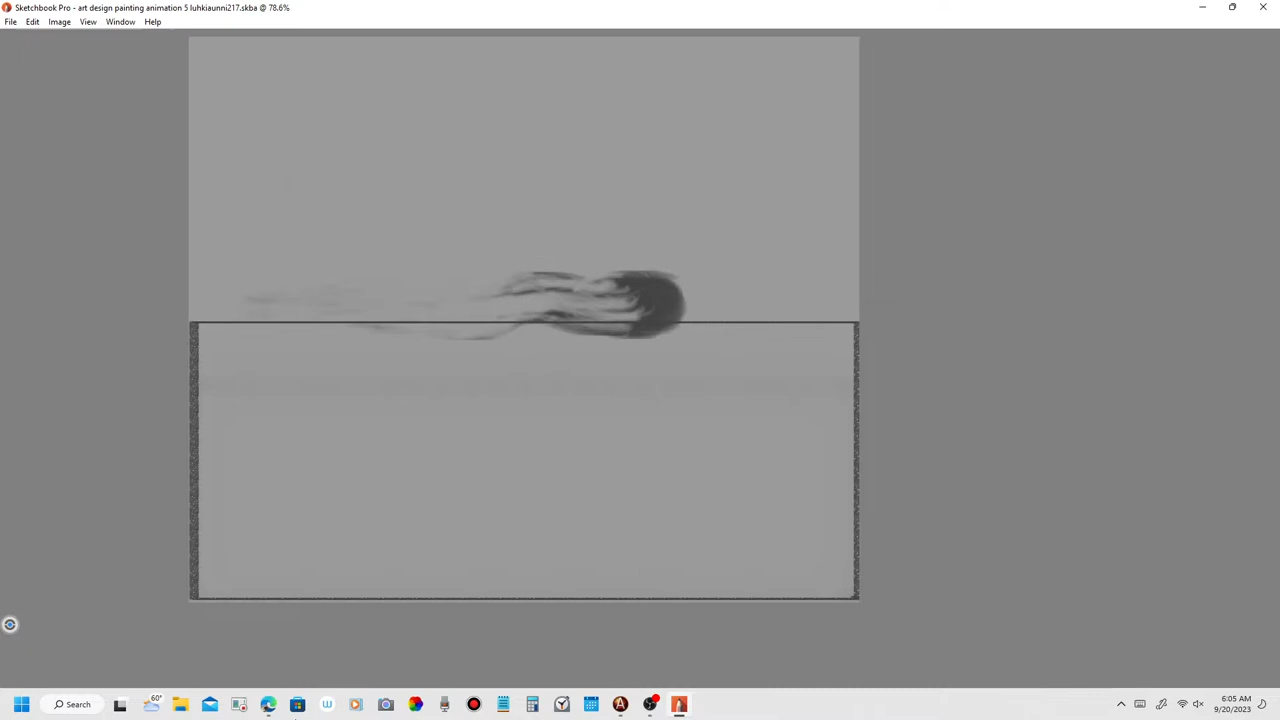 Sketchbook Pro - art design painting animation 5 luhkiaunni217.skba @ 78.6%
File Edit Image View Window Help
60°
Search
6:05 AM
9/20/2023